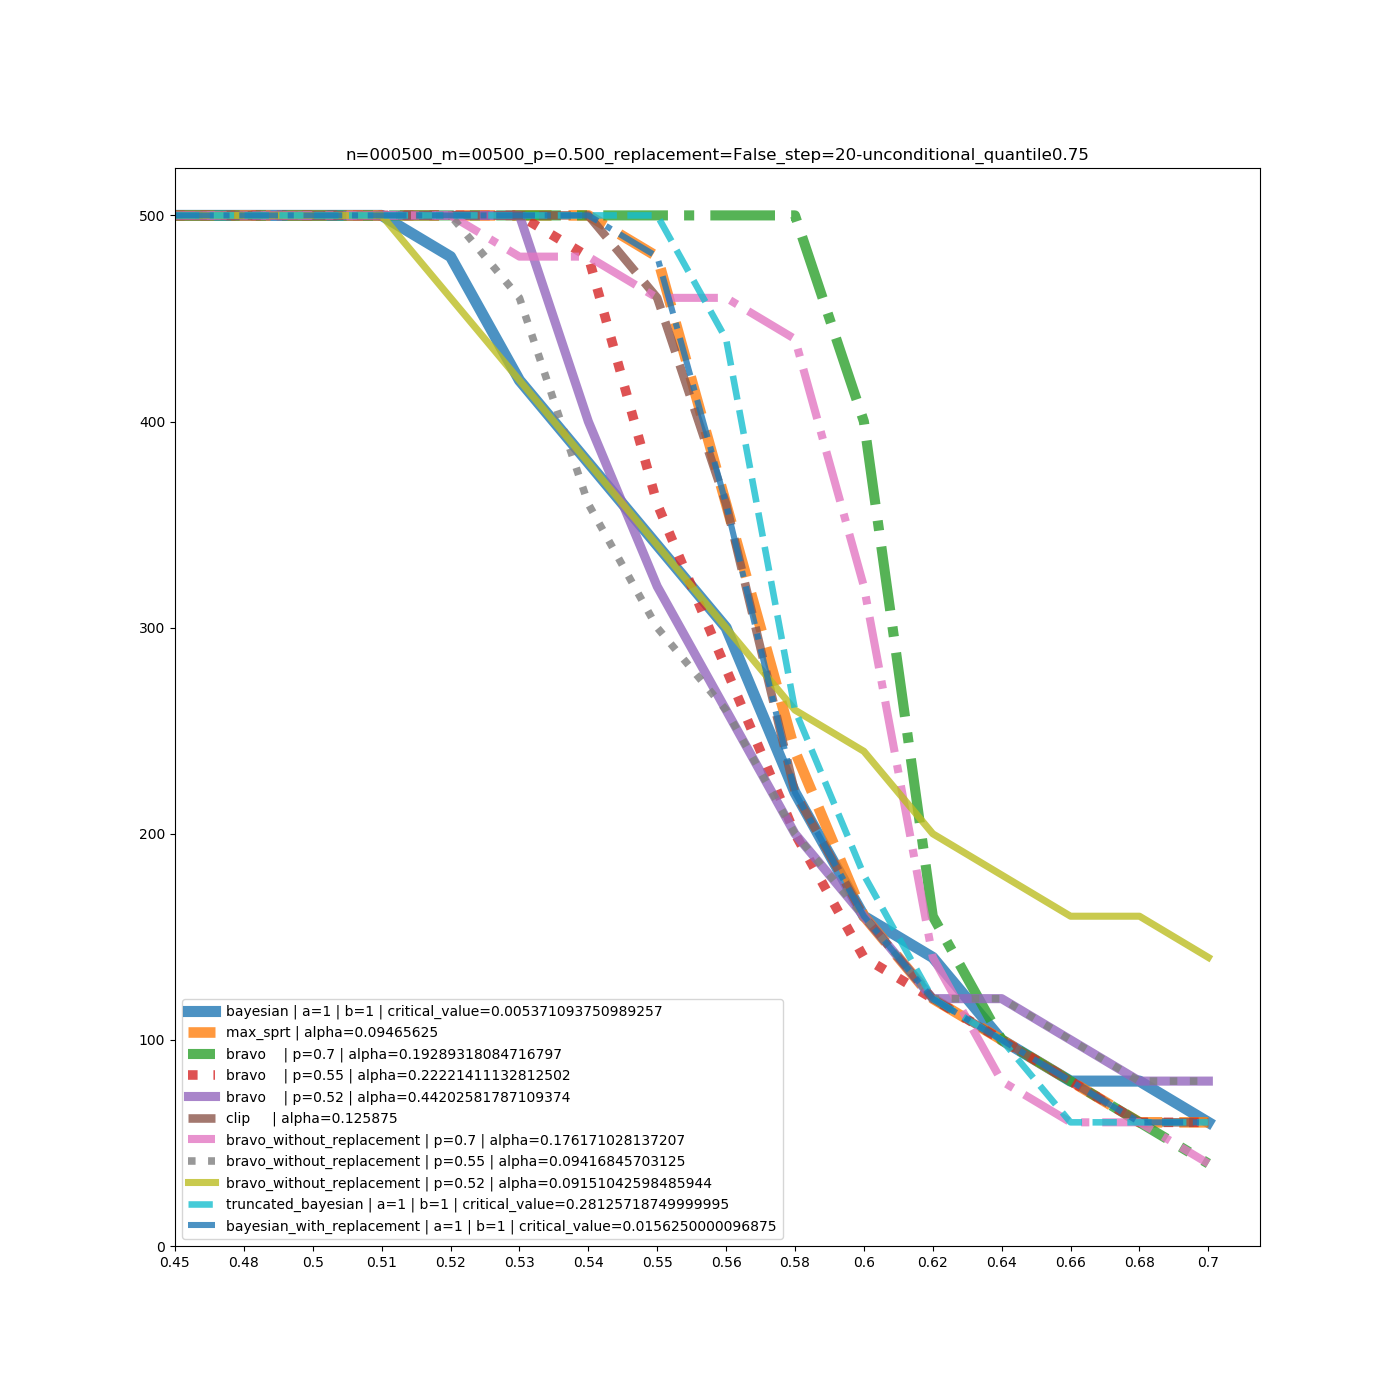 n=000500_m=00500_p=0.500_replacement=False_step=20-unconditional_quantile0.75
500
400
300
200
100
0
bayesian | a=1 | b=1 | critical_value=0.005371093750989257
max_sprt | alpha=0.09465625
bravo | p=0.7 | alpha=0.19289318084716797
bravo | p=0.55 | alpha=0.22221411132812502
bravo | p=0.52 | alpha=0.44202581787109374
clip | alpha=0.125875
bravo_without_replacement | p=0.7 | alpha=0.176171028137207
bravo_without_replacement | p=0.55 | alpha=0.09416845703125
bravo_without_replacement | p=0.52 | alpha=0.09151042598485944
truncated_bayesian | a=1 | b=1 | critical_value=0.28125718749999995
bayesian_with_replacement | a=1 | b=1 | critical_value=0.0156250000096875
0.45 0.48 0.5 0.51 0.52 0.53 0.54 0.55 0.56 0.58 0.6 0.62 0.64 0.66 0.68 0.7